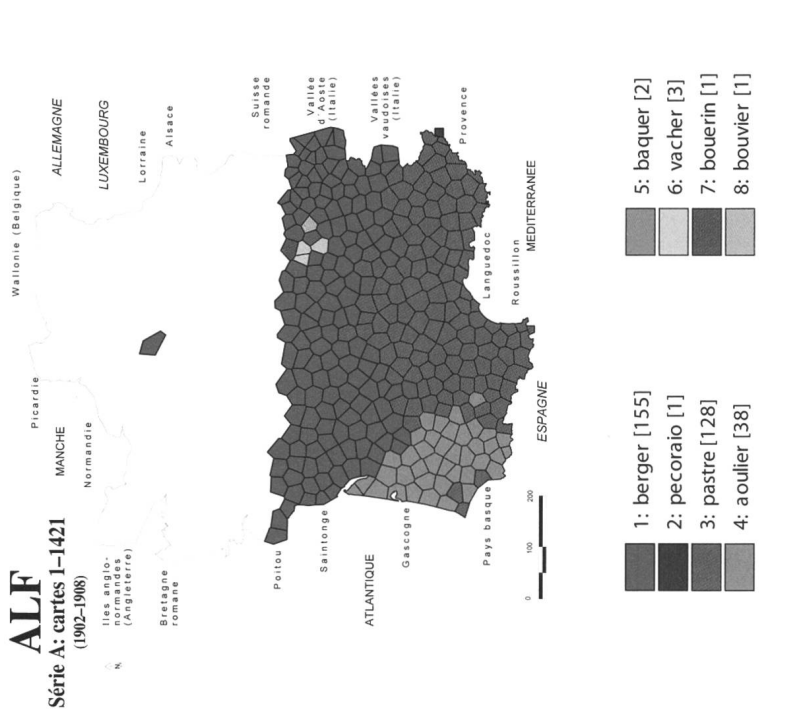 ALF
Série A: cartes 1–1421
(1902–1908)
N
Iles anglo-
normandes
(Angleterre)
Bretagne
romane
MANCHE
Normandie
Picardie
Wallonie (Belgique)
ALLEMAGNE
LUXEMBOURG
Lorraine
Alsace
Suisse
romande
Vallée
d'Aoste
(Italie)
Vallées
vaudoises
(Italie)
Provence
Poitou
Saintonge
ATLANTIQUE
Gascogne
Pays basque
Languedoc
Roussillon
MEDITERRANEE
ESPAGNE
0 100 200
1: berger [155]
2: pecoraio [1]
3: pastre [128]
4: aoulier [38]
5: baquer [2]
6: vacher [3]
7: bouerin [1]
8: bouvier [1]